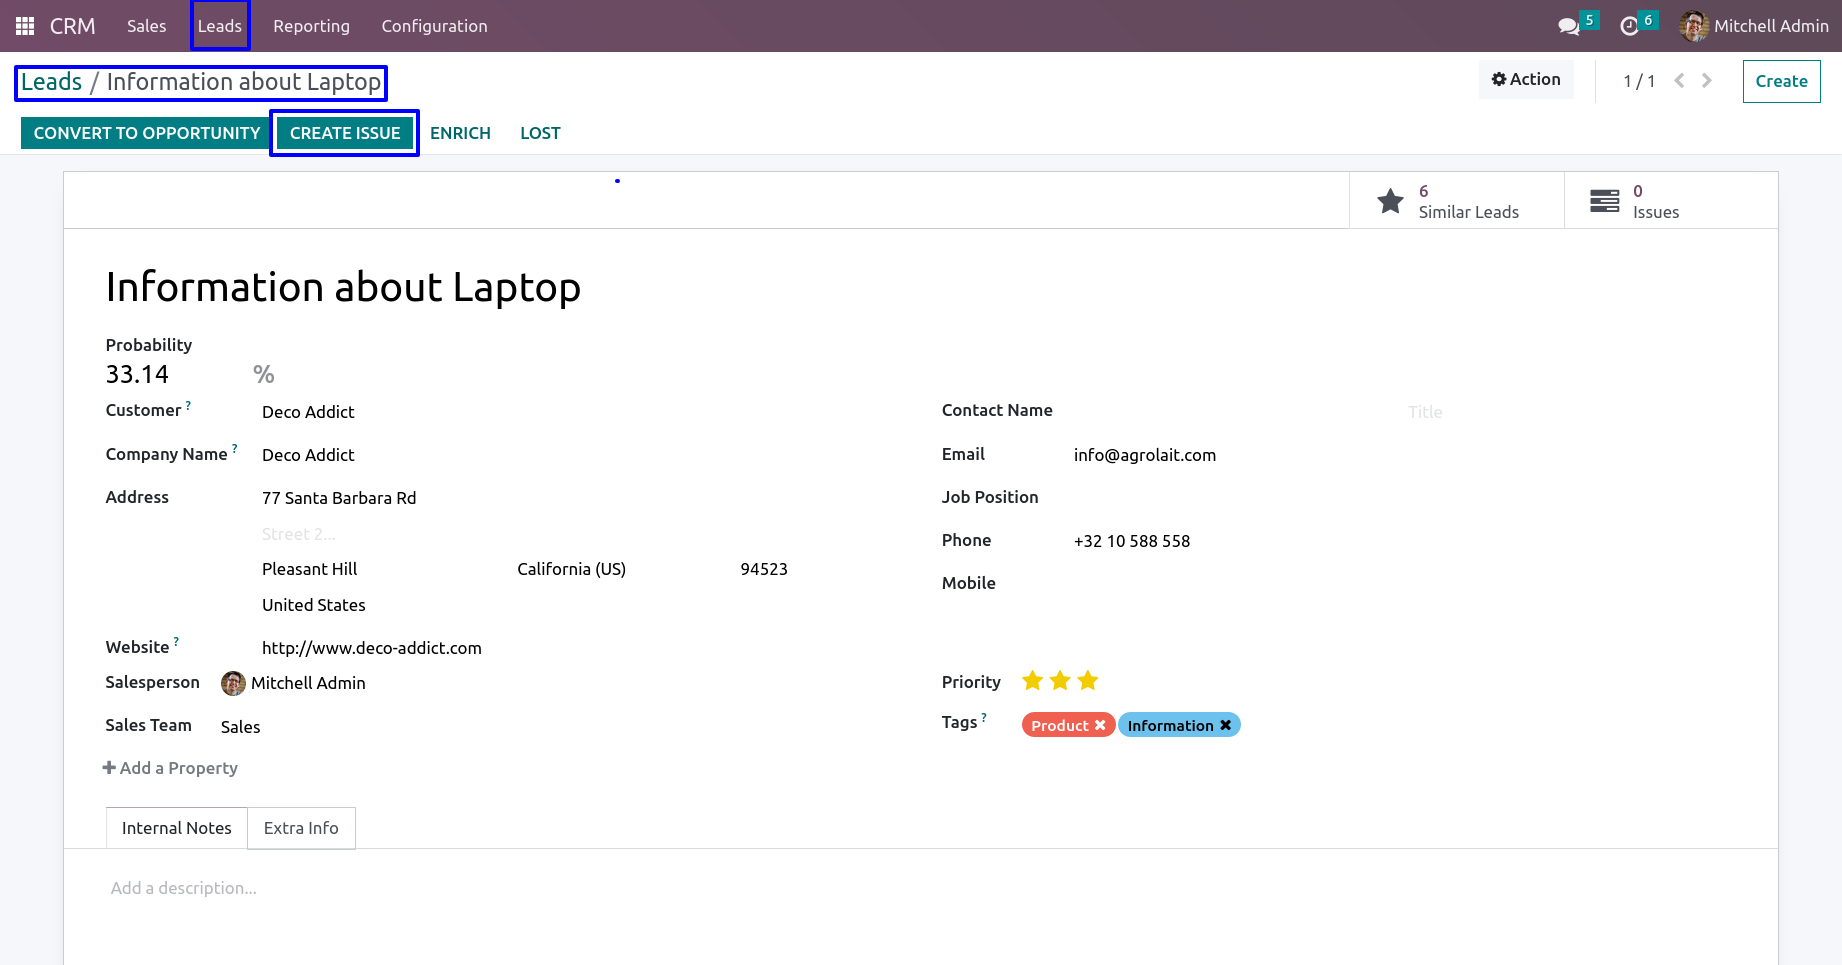 CRM Sales Leads Reporting Configuration 5 6 Mitchell Admin
Leads / Information about Laptop Action 1 / 1 Create
CONVERT TO OPPORTUNITY CREATE ISSUE ENRICH LOST
6 Similar Leads
0 Issues
Information about Laptop
Probability
33.14 %
Customer ? Deco Addict
Contact Name Title
Company Name ? Deco Addict
Email info@agrolait.com
Address 77 Santa Barbara Rd
Job Position
Street 2...
Phone +32 10 588 558
Pleasant Hill California (US) 94523
Mobile
United States
Website ? http://www.deco-addict.com
Salesperson Mitchell Admin
Priority
Sales Team Sales
Tags ? Product Information
Add a Property
Internal Notes Extra Info
Add a description...